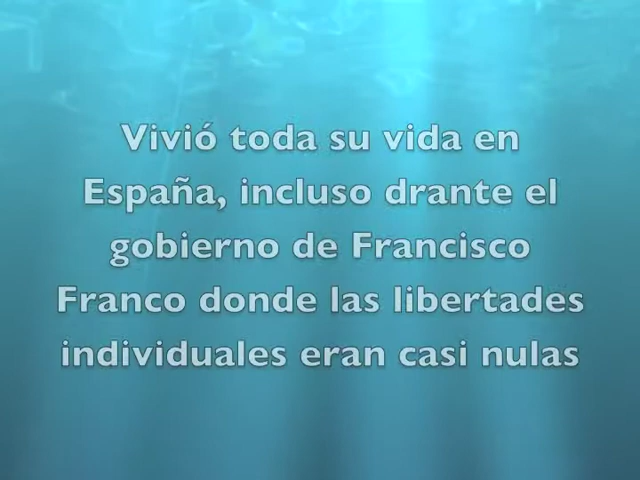 Vivió toda su vida en
España, incluso drante el
gobierno de Francisco
Franco donde las libertades
individuales eran casi nulas